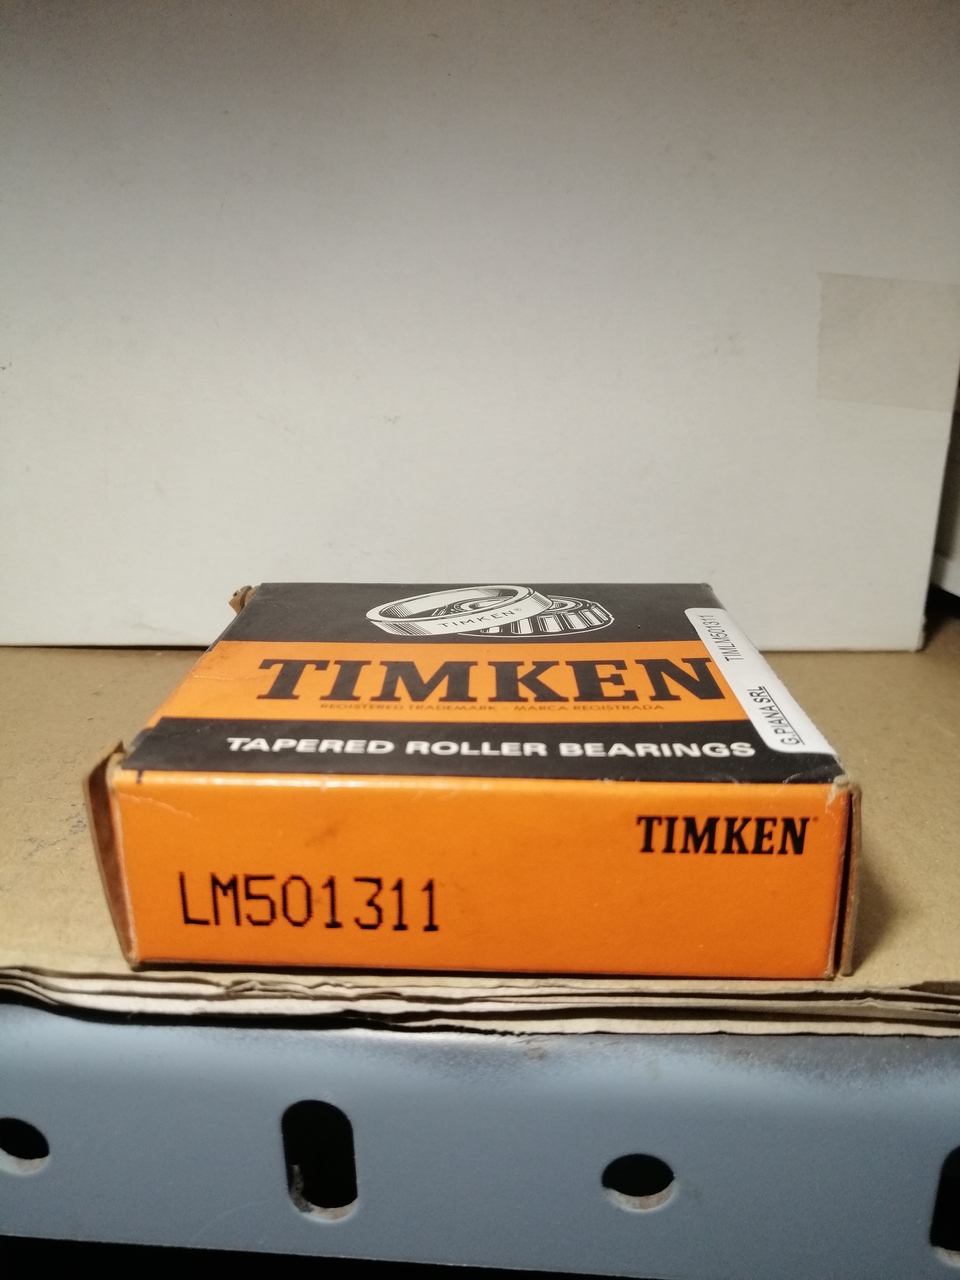 TIMKEN®
TIMKEN
REGISTERED TRADEMARK - MARCA REGISTRADA
TAPERED ROLLER BEARINGS
TIMLM501311
G.PIANA SRL
TIMKEN
LM501311